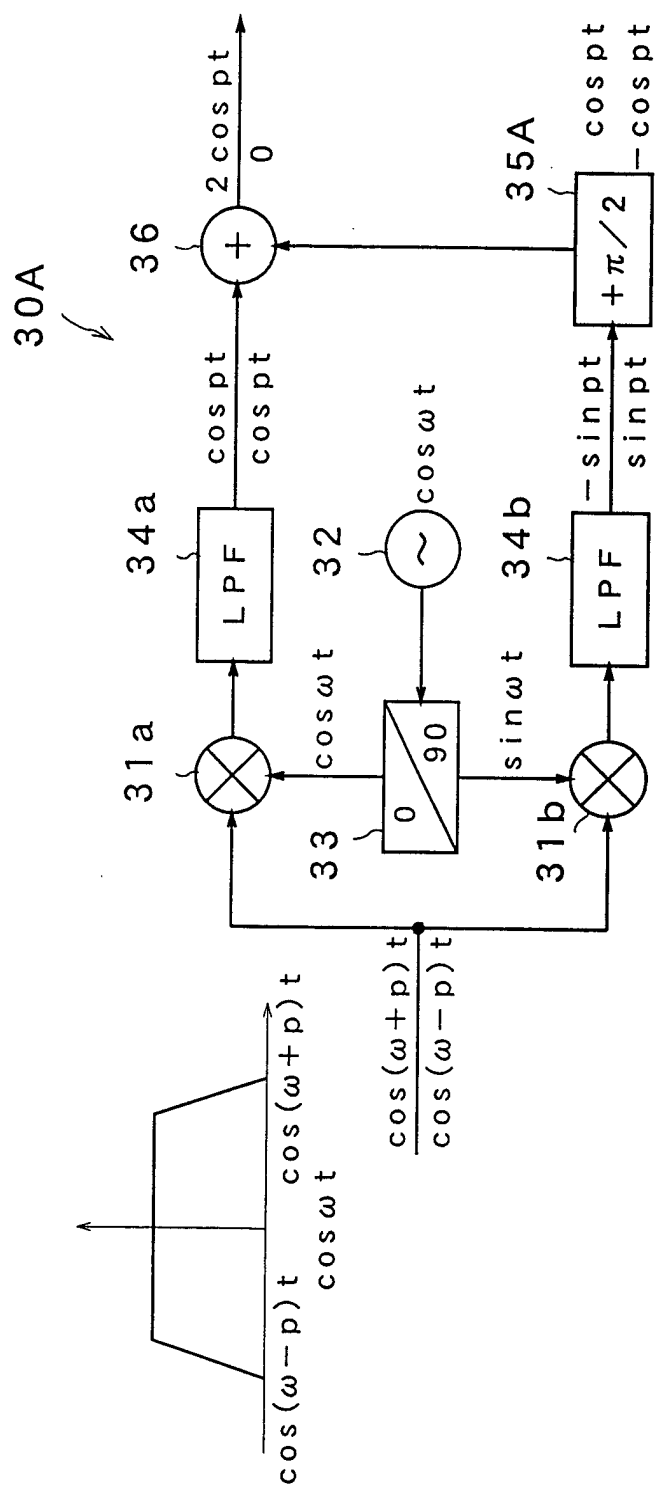 30A
cos(ω−p)t
cosωt
cos(ω+p)t
cos(ω+p)t
cos(ω−p)t
31a
34a
LPF
cospt
cospt
36
+
2cospt
0
cosωt
33
0
90
32
~
cosωt
sinωt
31b
34b
LPF
−sinpt
sinpt
35A
+π/2
cospt
−cospt